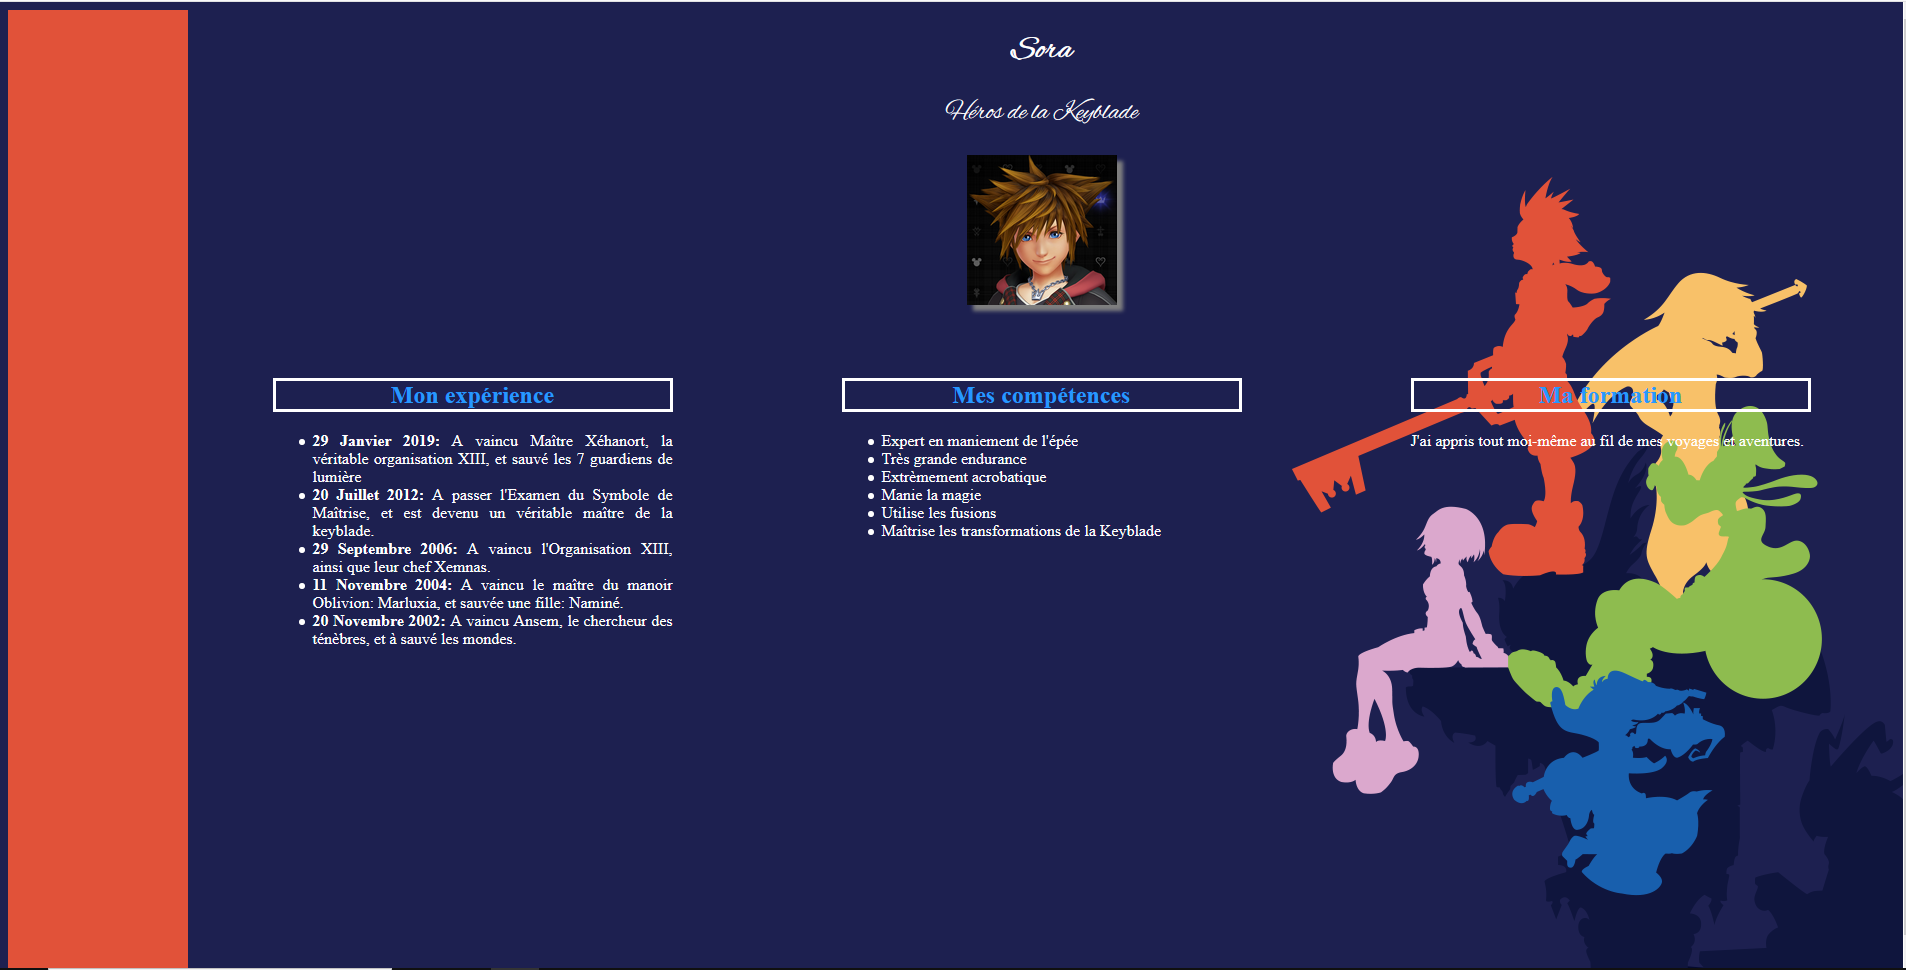 Sora
Héros de la Keyblade
Mon expérience
29 Janvier 2019: A vaincu Maître Xéhanort, la
véritable organisation XIII, et sauvé les 7 guardiens de
lumière
20 Juillet 2012: A passer l'Examen du Symbole de
Maîtrise, et est devenu un véritable maître de la
keyblade.
29 Septembre 2006: A vaincu l'Organisation XIII,
ainsi que leur chef Xemnas.
11 Novembre 2004: A vaincu le maître du manoir
Oblivion: Marluxia, et sauvée une fille: Naminé.
20 Novembre 2002: A vaincu Ansem, le chercheur des
ténèbres, et à sauvé les mondes.
Mes compétences
Expert en maniement de l'épée
Très grande endurance
Extrèmement acrobatique
Manie la magie
Utilise les fusions
Maîtrise les transformations de la Keyblade
Ma formation
J'ai appris tout moi-même au fil de mes voyages et aventures.